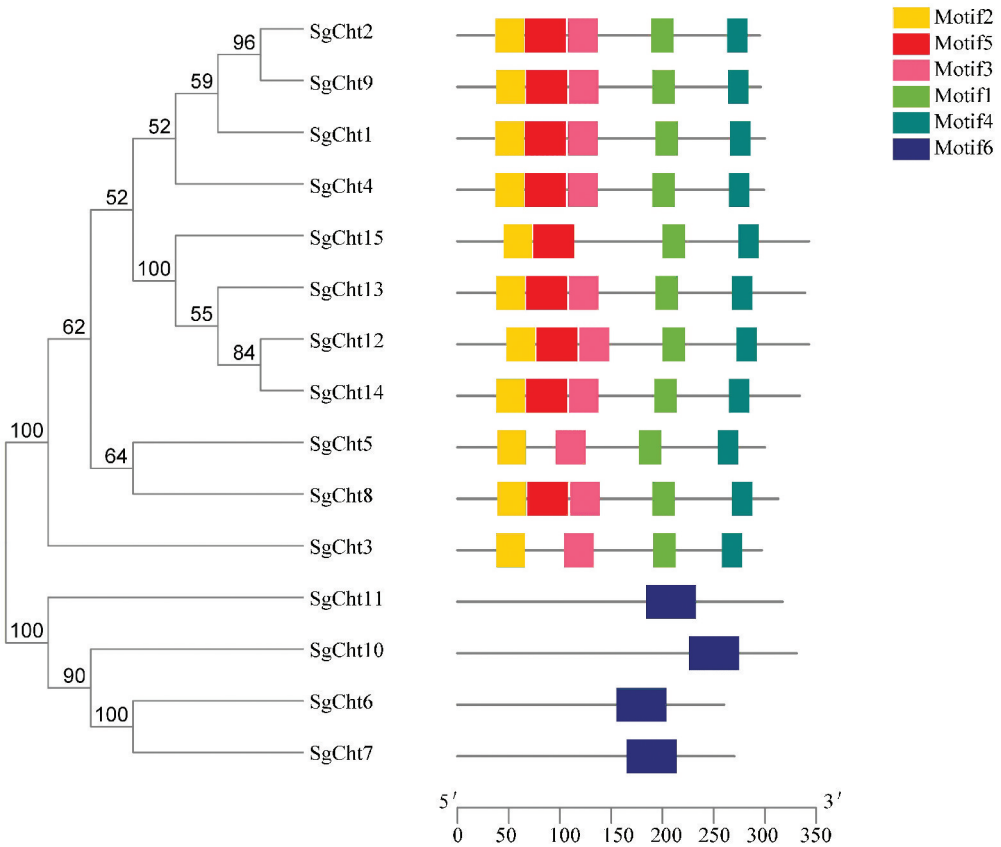 SgCht2
SgCht9
SgCht1
SgCht4
SgCht15
SgCht13
SgCht12
SgCht14
SgCht5
SgCht8
SgCht3
SgCht11
SgCht10
SgCht6
SgCht7
96
59
52
52
100
55
84
62
64
100
100
90
100
Motif2
Motif5
Motif3
Motif1
Motif4
Motif6
5′ 3′
0 50 100 150 200 250 300 350